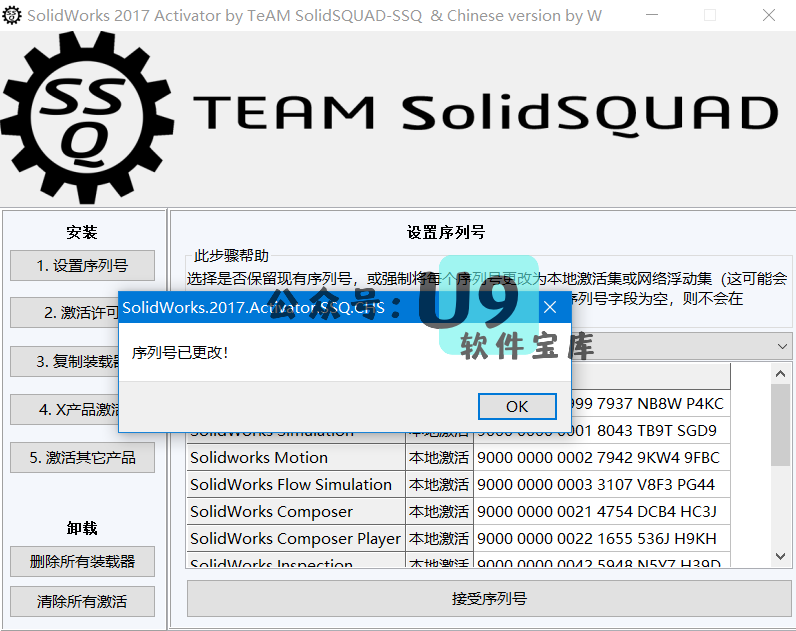 SolidWorks 2017 Activator by TeAM SolidSQUAD-SSQ & Chinese version by W
SSQ
TEAM SolidSQUAD
安装
1. 设置序列号
2. 激活许可
3. 复制装载器
4. X产品激活
5. 激活其它产品
卸载
删除所有装载器
清除所有激活
设置序列号
此步骤帮助
选择是否保留现有序列号，或强制将每个序列号更改为本地激活集或网络浮动集（这可能会
序列号字段为空，则不会在
SolidWorks.2017.Activator.SSQ.CHS
序列号已更改!
OK
公众号：U9
软件宝库
999 7937 NB8W P4KC
SolidWorks Simulation 本地激活 9000 0000 0001 8043 TB9T SGD9
Solidworks Motion 本地激活 9000 0000 0002 7942 9KW4 9FBC
SolidWorks Flow Simulation 本地激活 9000 0000 0003 3107 V8F3 PG44
SolidWorks Composer 本地激活 9000 0000 0021 4754 DCB4 HC3J
SolidWorks Composer Player 本地激活 9000 0000 0022 1655 536J H9KH
SolidWorks Inspection 本地激活 9000 0000 0042 5948 N5Y7 H39D
接受序列号